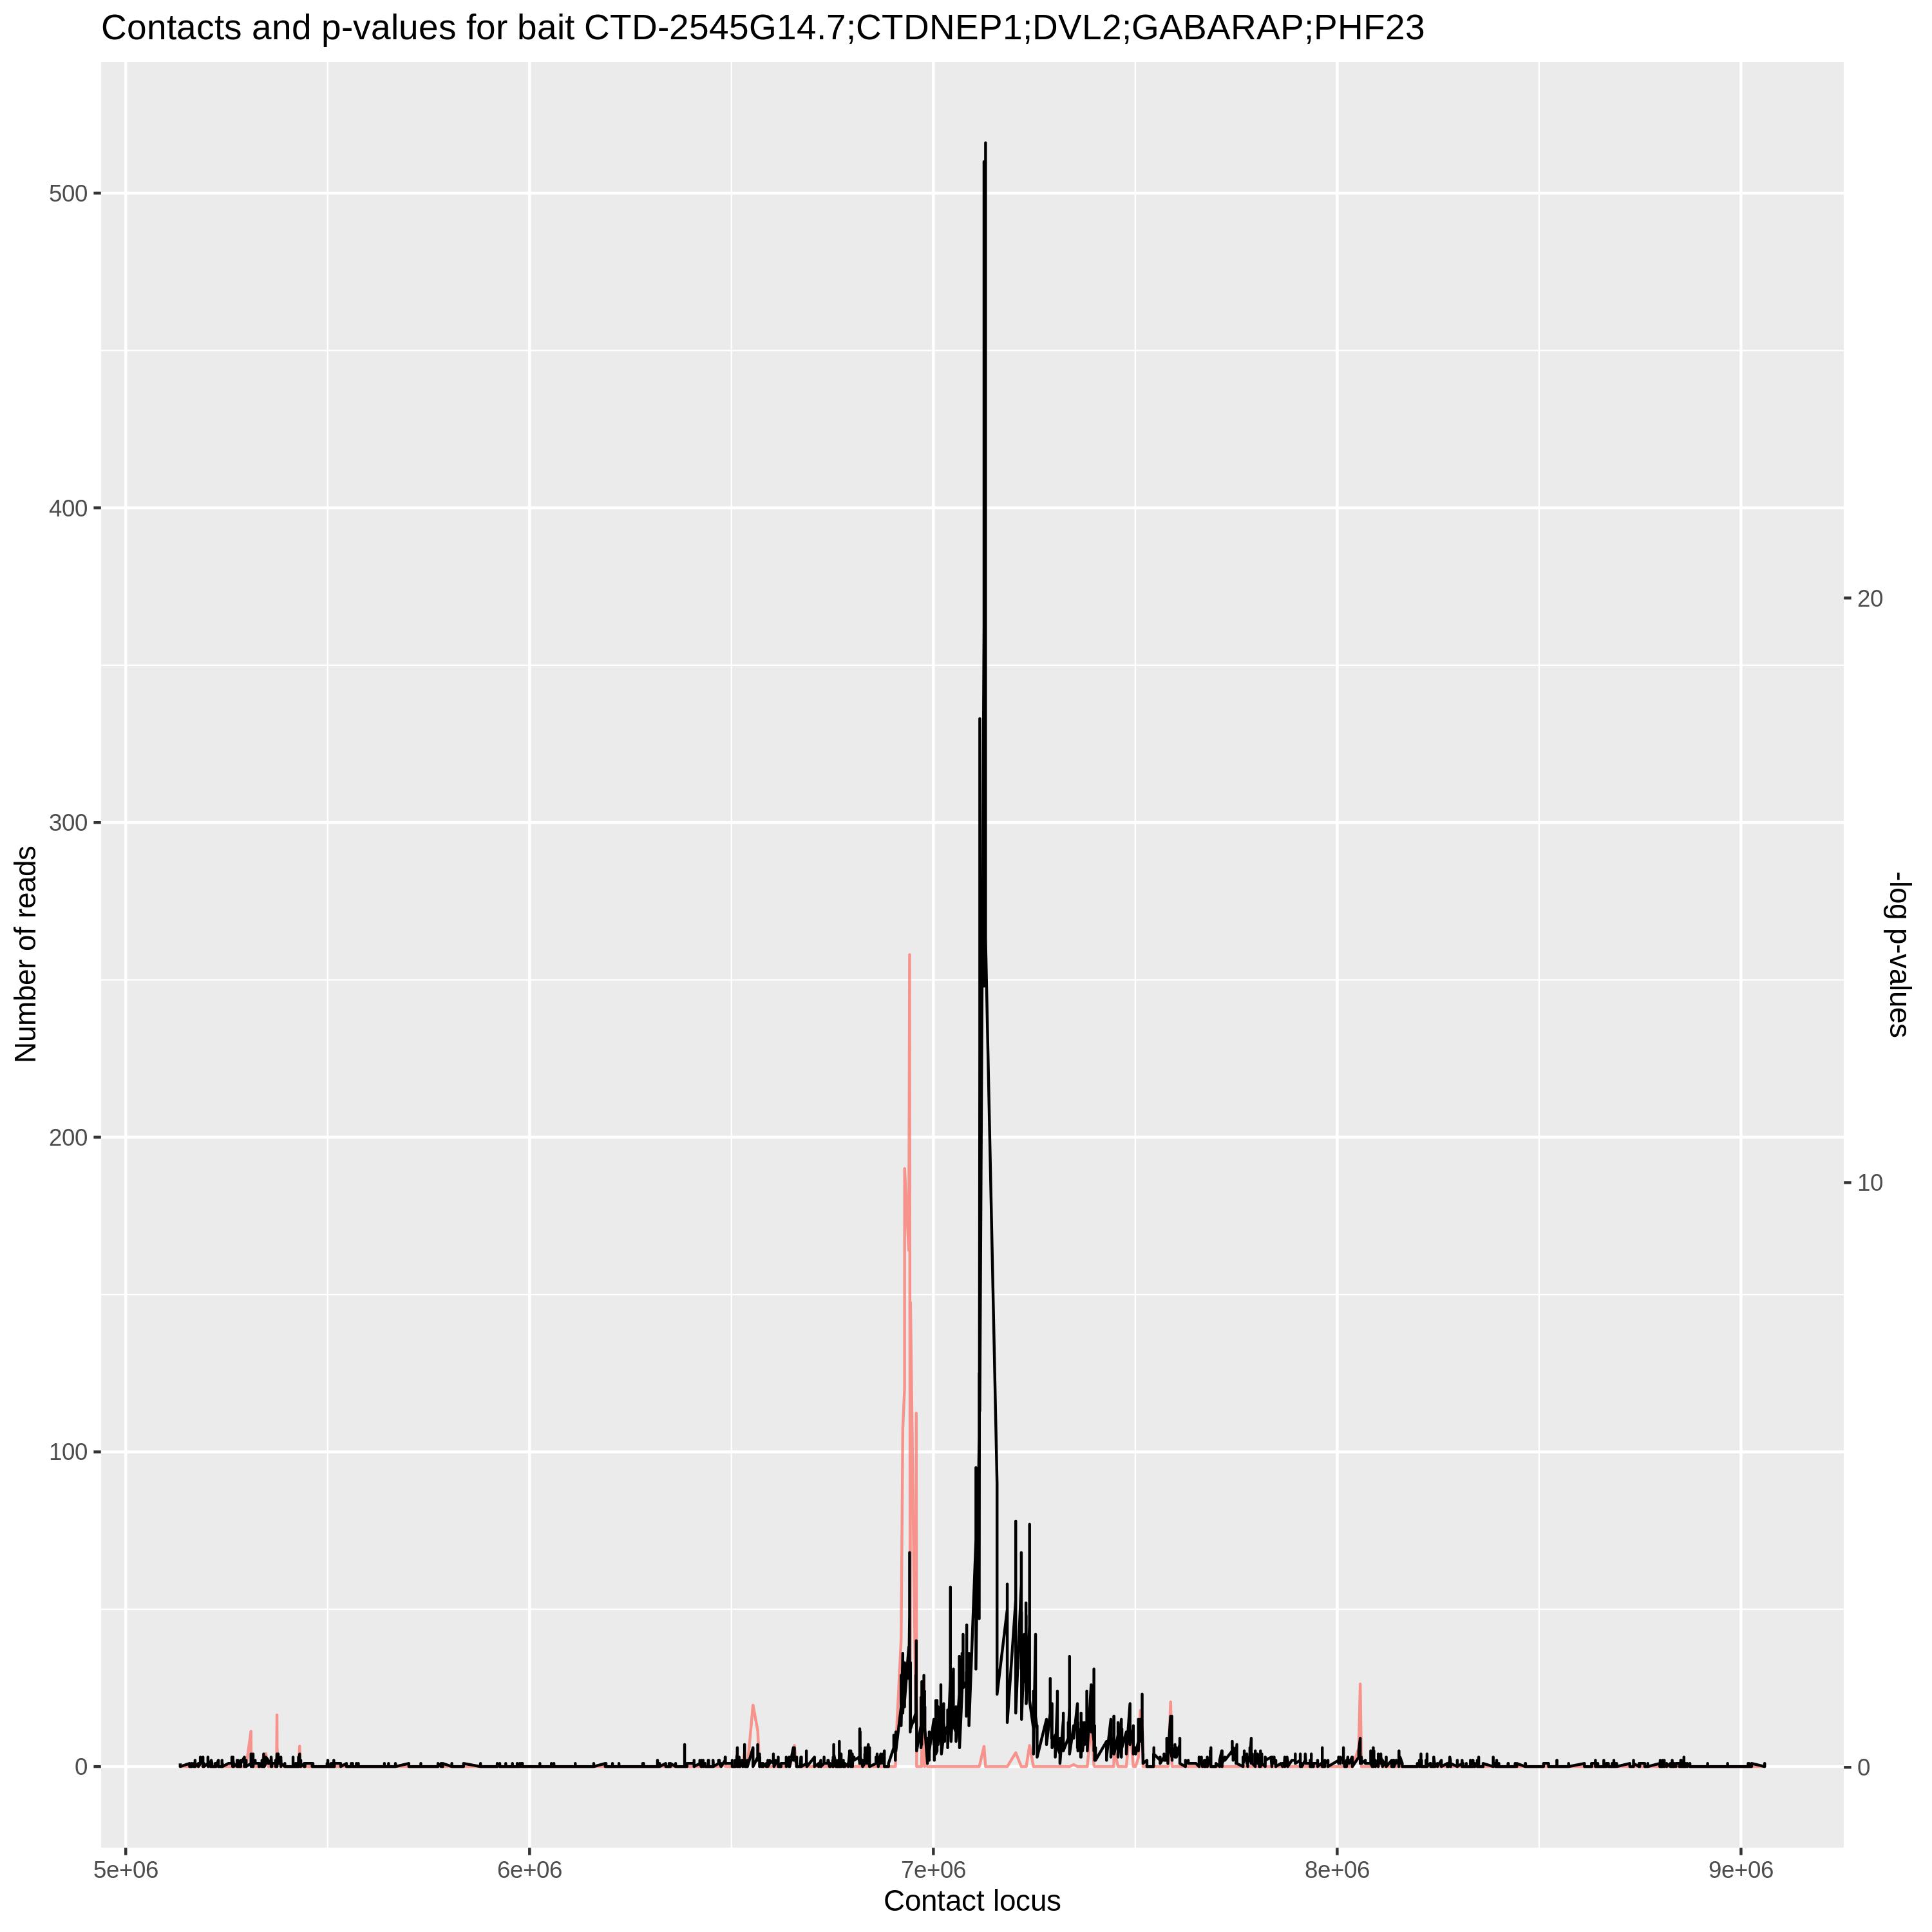 Contacts and p-values for bait CTD-2545G14.7;CTDNEP1;DVL2;GABARAP;PHF23
500
400
300
200
100
0
Number of reads
20
10
0
-log p-values
5e+06
6e+06
7e+06
8e+06
9e+06
Contact locus